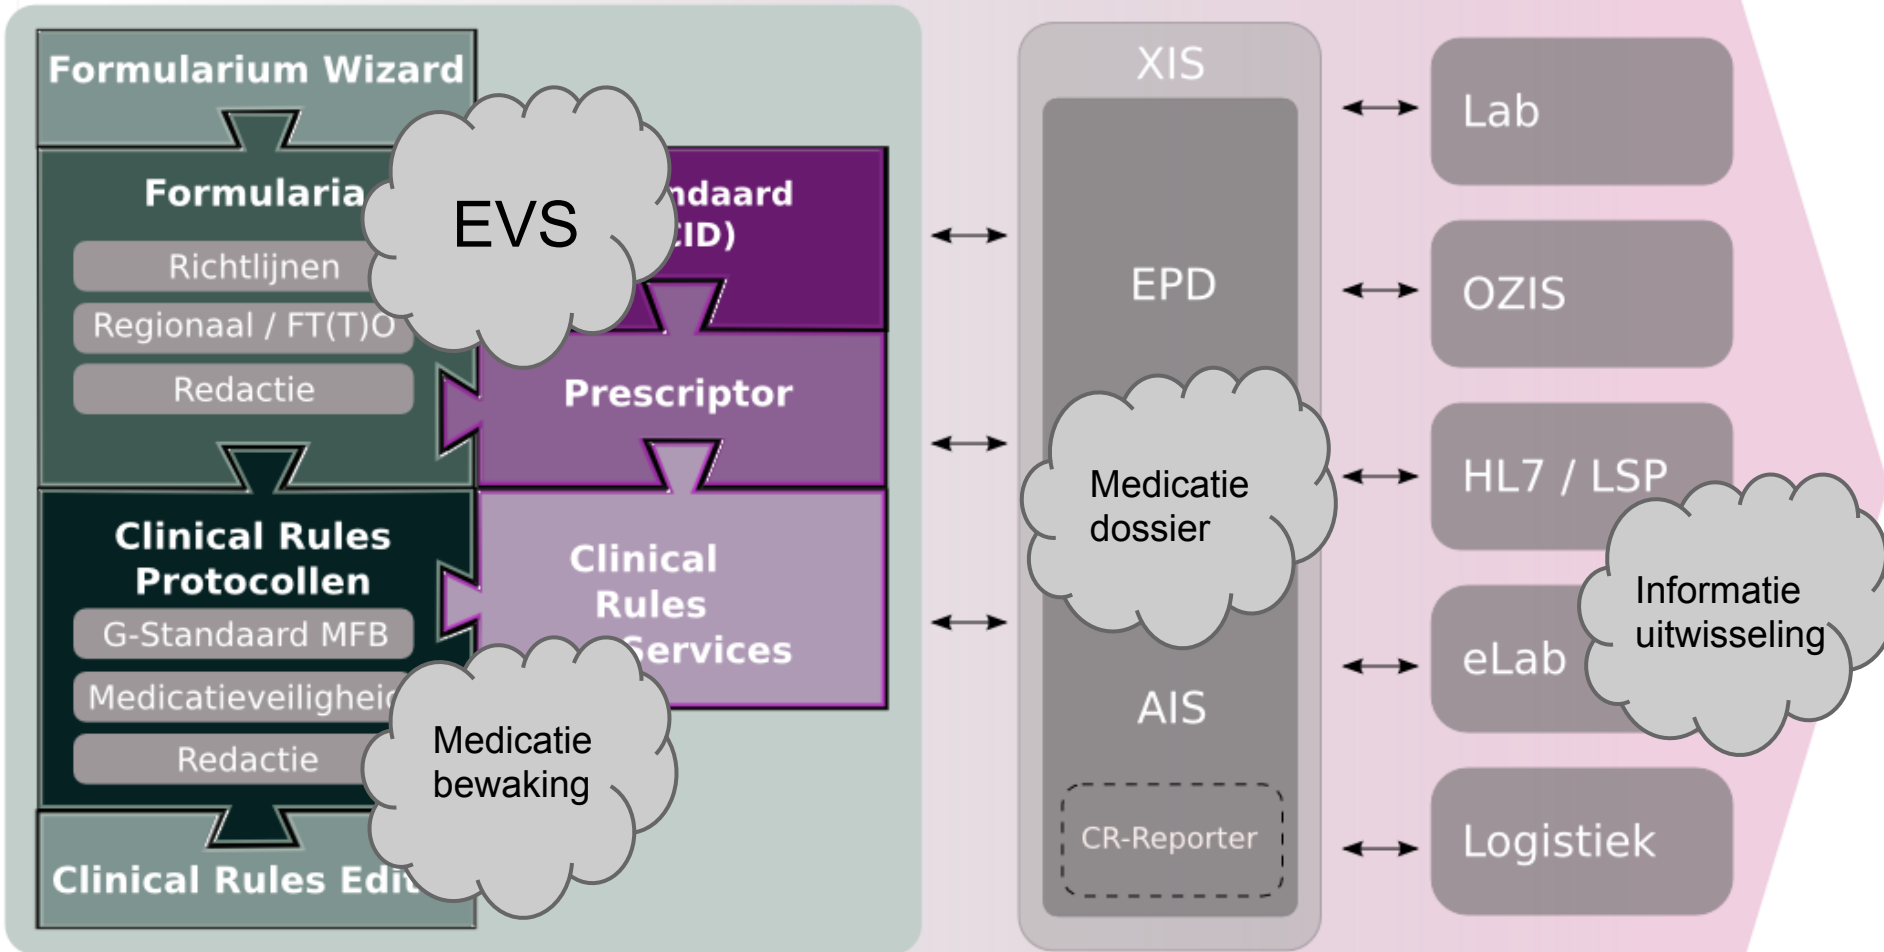 Formularium Wizard
Formularia
Richtlijnen
Regionaal / FT(T)O
Redactie
EVS
ndaard
ID)
Prescriptor
Clinical Rules
Protocollen
G-Standaard MFB
Medicatieveiligheid
Redactie
Clinical Rules Edit
Clinical
Rules
Services
Medicatie
bewaking
XIS
EPD
Medicatie
dossier
AIS
CR-Reporter
Lab
OZIS
HL7 / LSP
eLab
Informatie
uitwisseling
Logistiek